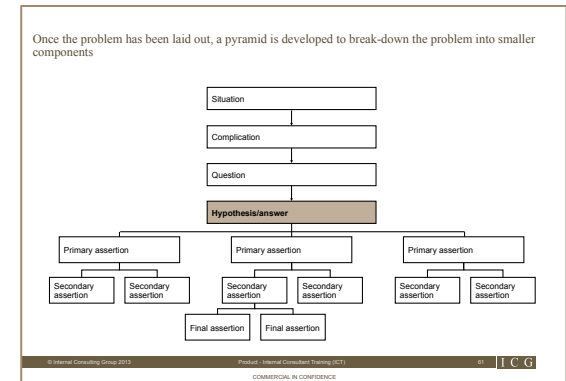 Once the problem has been laid out, a pyramid is developed to break-down the problem into smaller
components
Situation
Complication
Question
Hypothesis/answer
Primary assertion
Primary assertion
Primary assertion
Secondary
assertion
Secondary
assertion
Secondary
assertion
Secondary
assertion
Secondary
assertion
Secondary
assertion
Final assertion
Final assertion
© Internal Consulting Group 2013
Product - Internal Consultant Training (ICT)
61
I C G
COMMERCIAL IN CONFIDENCE